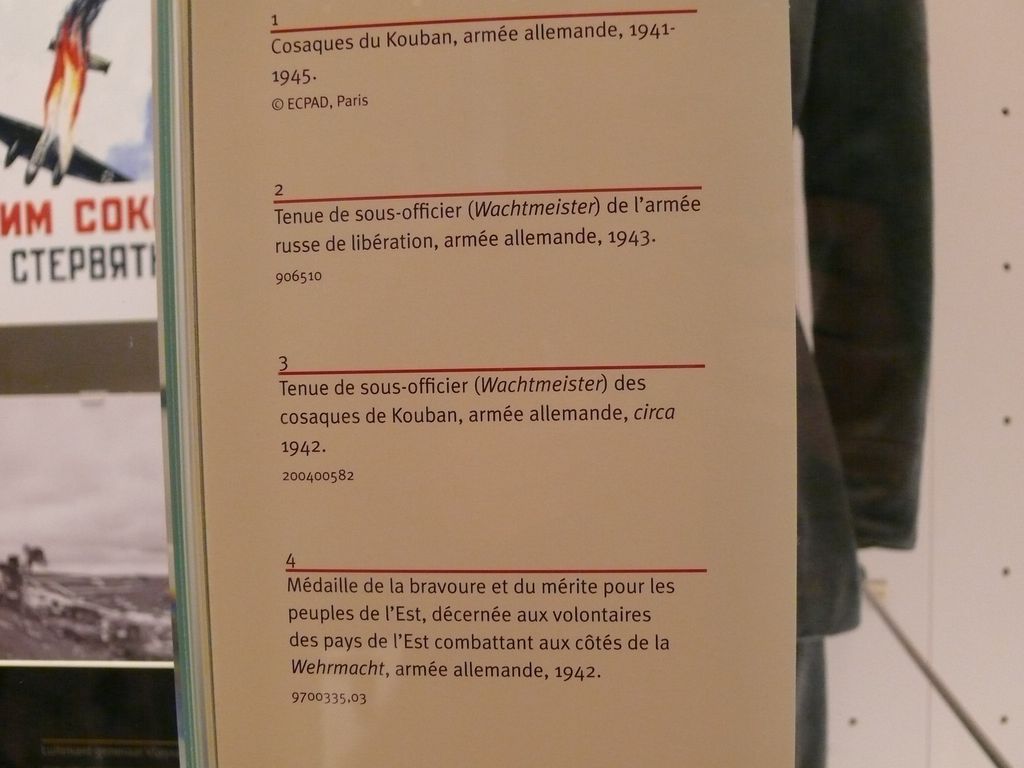 1
Cosaques du Kouban, armée allemande, 1941-
1945.
© ECPAD, Paris
2
Tenue de sous-officier (Wachtmeister) de l'armée
russe de libération, armée allemande, 1943.
906510
3
Tenue de sous-officier (Wachtmeister) des
cosaques de Kouban, armée allemande, circa
1942.
200400582
4
Médaille de la bravoure et du mérite pour les
peuples de l'Est, décernée aux volontaires
des pays de l'Est combattant aux côtés de la
Wehrmacht, armée allemande, 1942.
9700335.03
ИМ СОК
СТЕРВЯТ